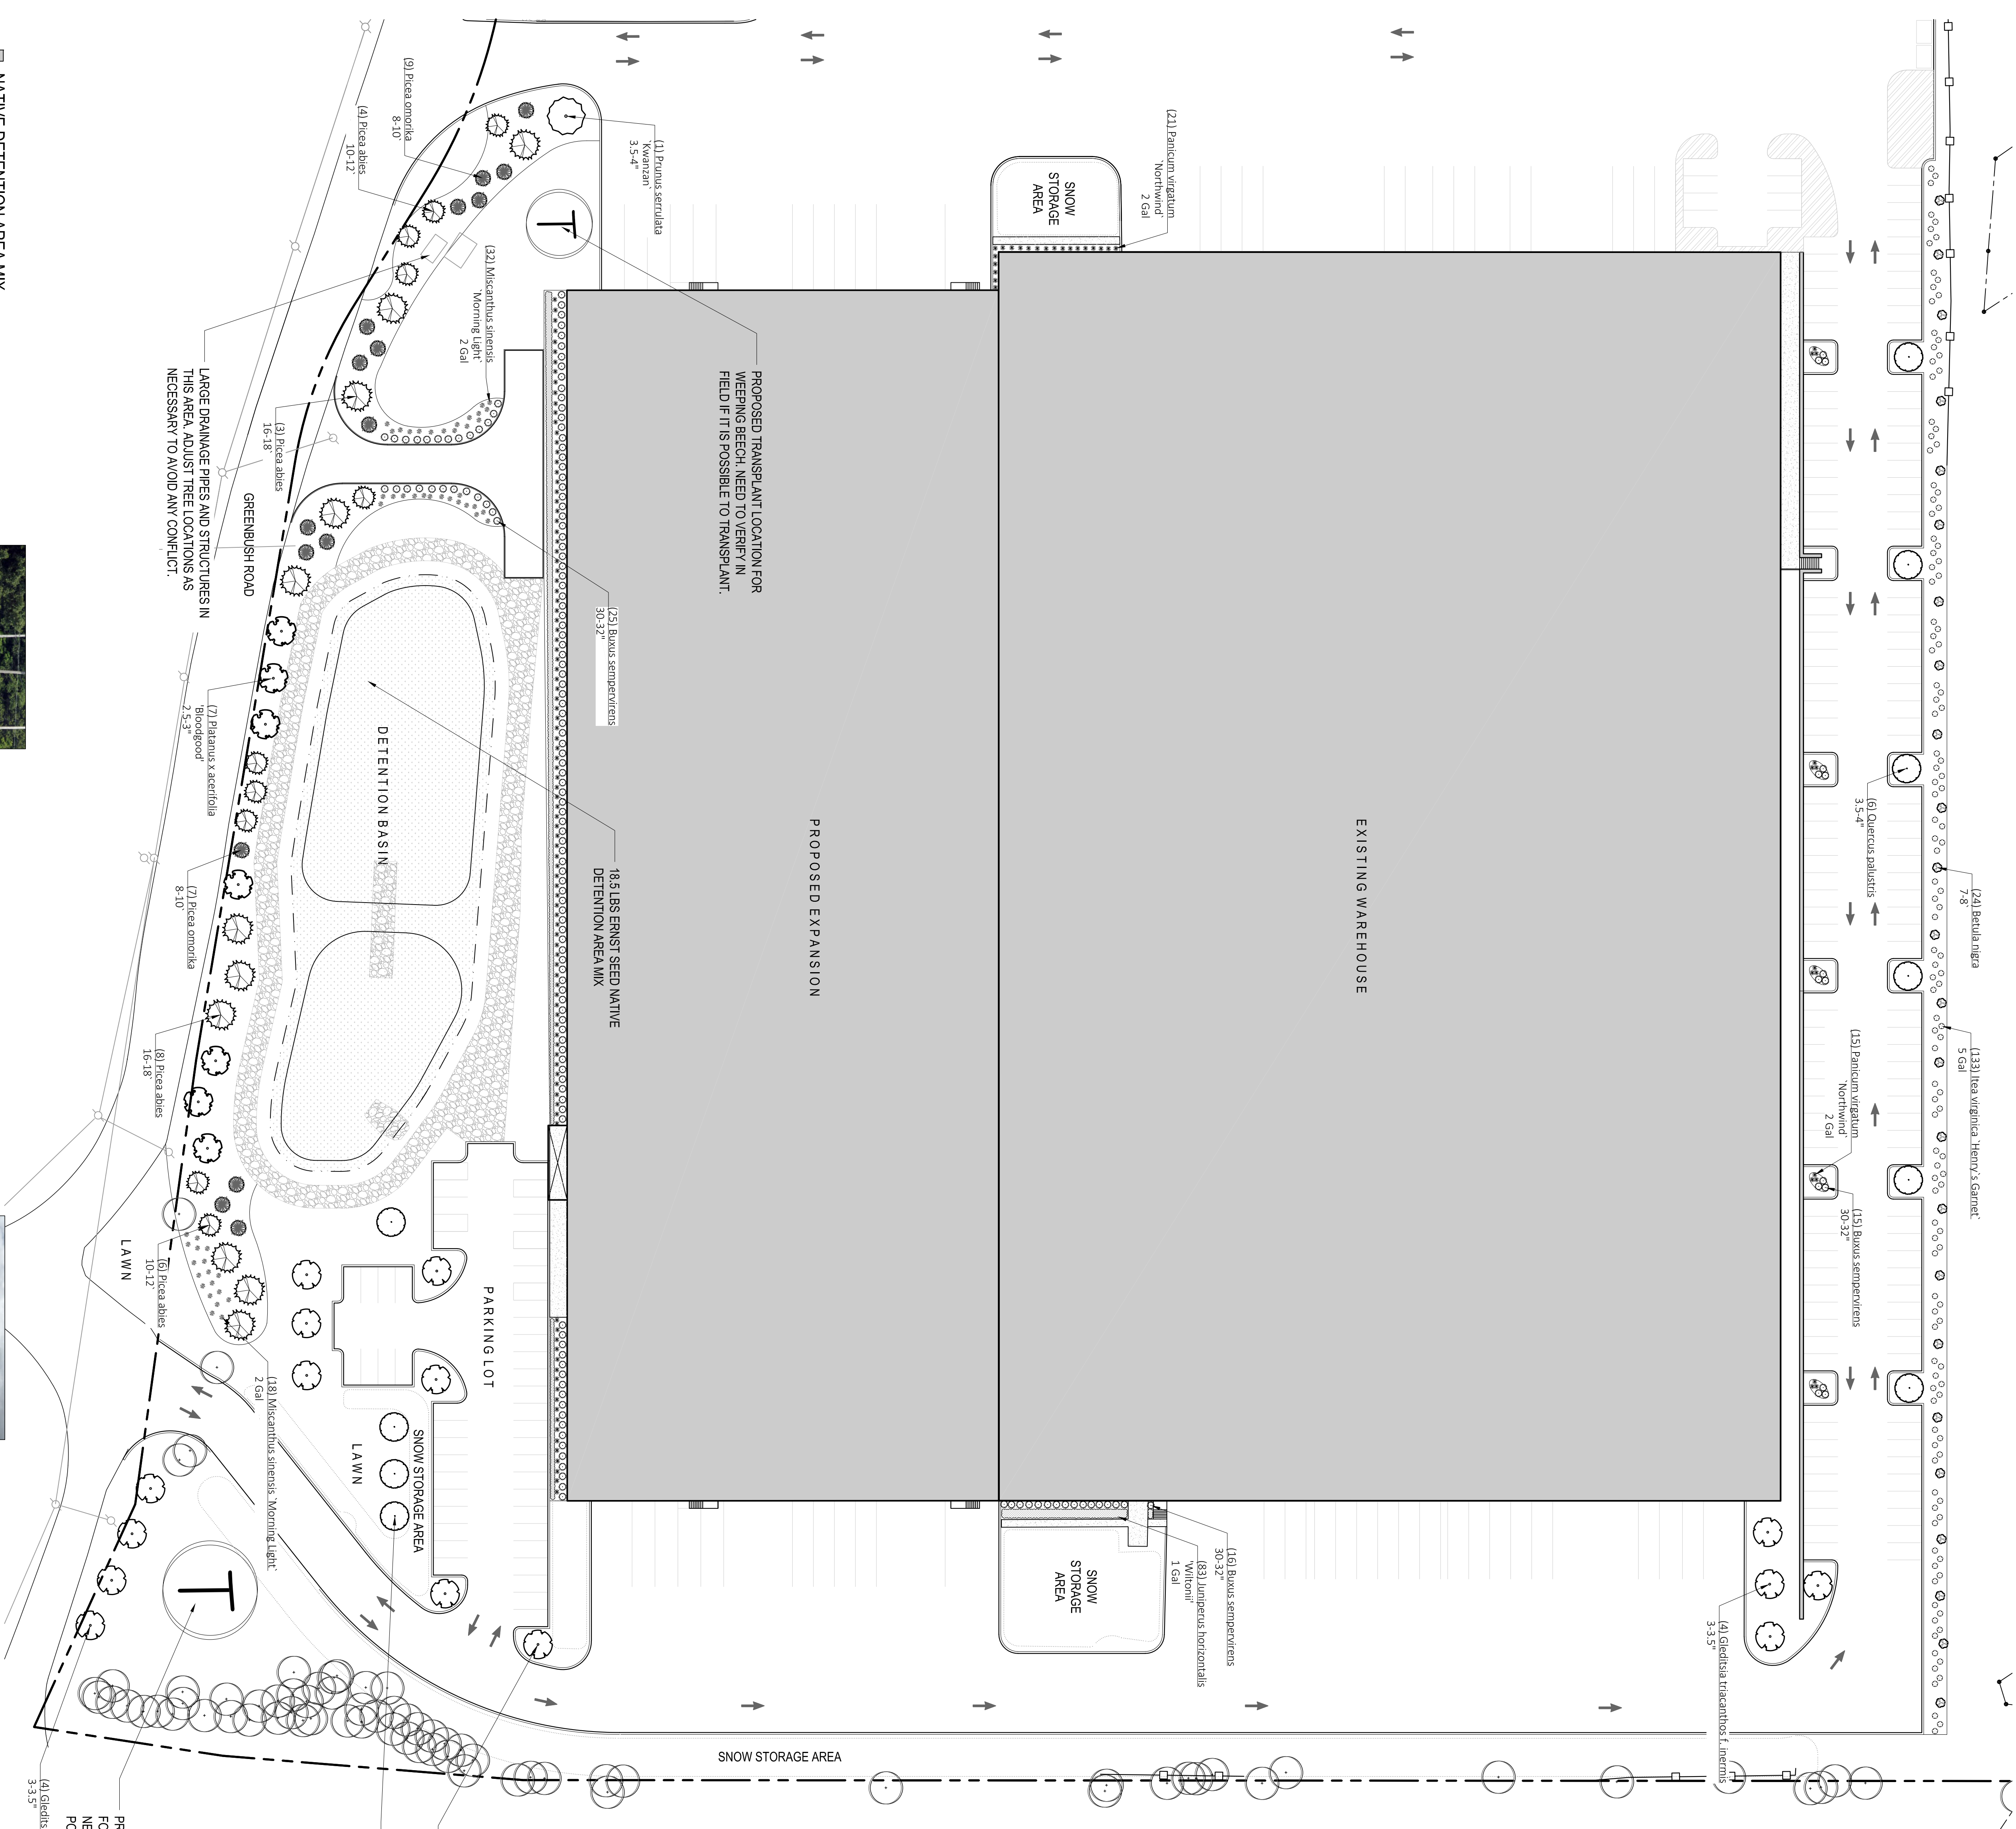 NATIVE DETENTION AREA MIX
(9) Picea omorika
8-10`
(4) Picea abies
10-12`
(1) Prunus serrulata
`Kwanzan`
3.5-4"
(21) Panicum virgatum
`Northwind`
2 Gal
SNOW
STORAGE
AREA
(32) Miscanthus sinensis
`Morning Light`
2 Gal
PROPOSED TRANSPLANT LOCATION FOR
WEEPING BEECH. NEED TO VERIFY IN
FIELD IF IT IS POSSIBLE TO TRANSPLANT.
LARGE DRAINAGE PIPES AND STRUCTURES IN
THIS AREA. ADJUST TREE LOCATIONS AS
NECESSARY TO AVOID ANY CONFLICT.
(3) Picea abies
16-18`
GREENBUSH ROAD
(25) Buxus sempervirens
30-32"
(7) Platanus x acerifolia
'Bloodgood'
2.5-3"
DETENTION BASIN
PROPOSED EXPANSION
EXISTING WAREHOUSE
(6) Quercus palustris
3.5-4"
(24) Betula nigra
7-8`
18.5 LBS ERNST SEED NATIVE
DETENTION AREA MIX
(7) Picea omorika
8-10`
(8) Picea abies
16-18`
(133) Itea virginica `Henry`s Garnet`
5 Gal
(15) Panicum virgatum
`Northwind`
2 Gal
(15) Buxus sempervirens
30-32"
LAWN
(6) Picea abies
10-12`
PARKING LOT
(18) Miscanthus sinensis `Morning Light`
2 Gal
LAWN
SNOW STORAGE AREA
SNOW
STORAGE
AREA
(16) Buxus sempervirens
30-32"
(83) Juniperus horizontalis
'Wiltonii'
1 Gal
(4) Gleditsia triacanthos f. inermis
3-3.5"
SNOW STORAGE AREA
T
T
(4) Gledits
3-3.5"